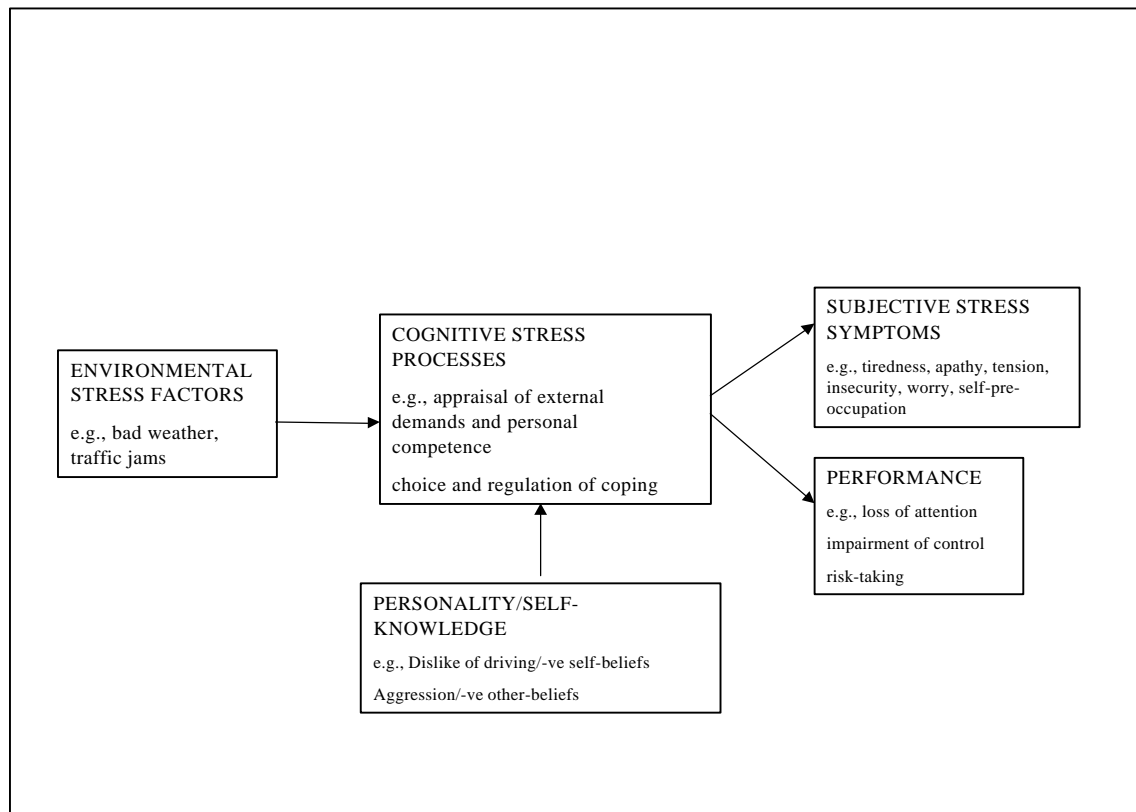 ENVIRONMENTAL
STRESS FACTORS
e.g., bad weather,
traffic jams
COGNITIVE STRESS
PROCESSES
e.g., appraisal of external
demands and personal
competence
choice and regulation of coping
SUBJECTIVE STRESS
SYMPTOMS
e.g., tiredness, apathy, tension,
insecurity, worry, self-pre-
occupation
PERFORMANCE
e.g., loss of attention
impairment of control
risk-taking
PERSONALITY/SELF-
KNOWLEDGE
e.g., Dislike of driving/-ve self-beliefs
Aggression/-ve other-beliefs